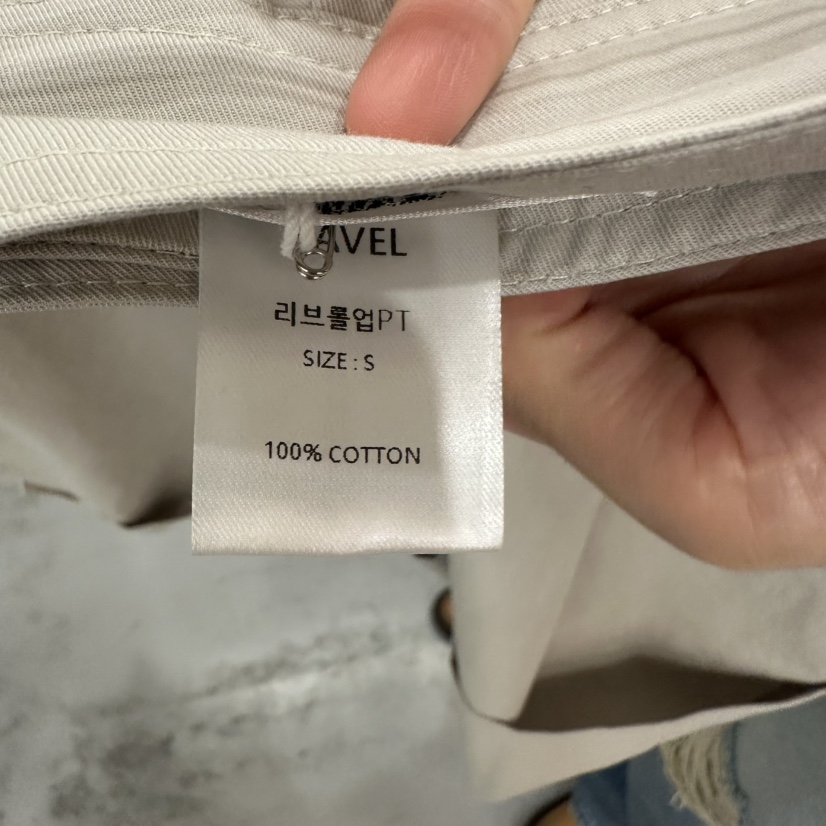 AVEL
리브롤업PT
SIZE : S
100% COTTON